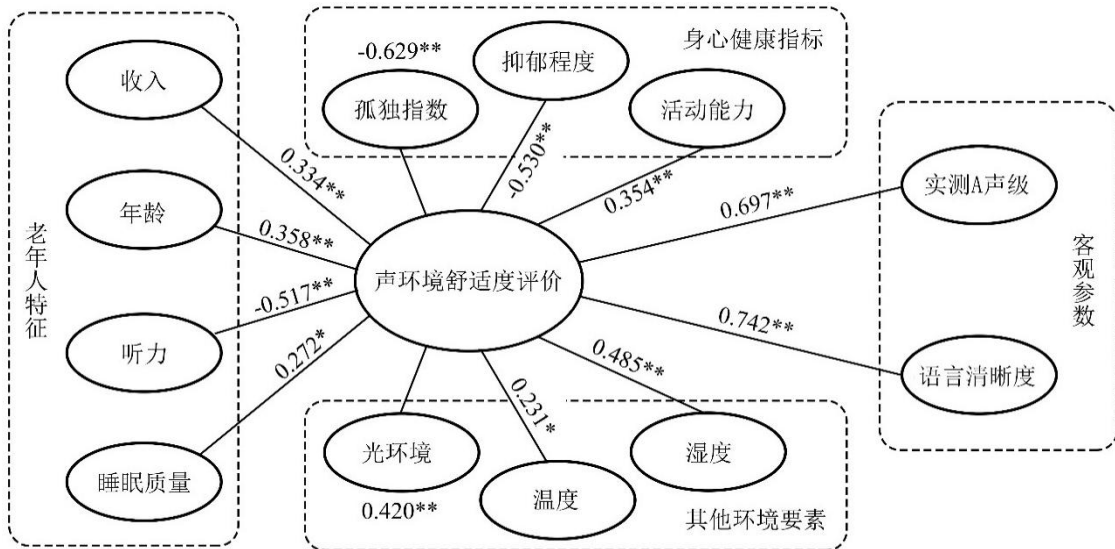 老年人特征
收入
0.334**
年龄
0.358**
听力
-0.517**
睡眠质量
0.272*
身心健康指标
-0.629**
孤独指数
抑郁程度
-0.530**
活动能力
0.354**
声环境舒适度评价
客观参数
实测A声级
0.697**
语言清晰度
0.742**
光环境
0.420**
温度
0.231*
湿度
0.485**
其他环境要素